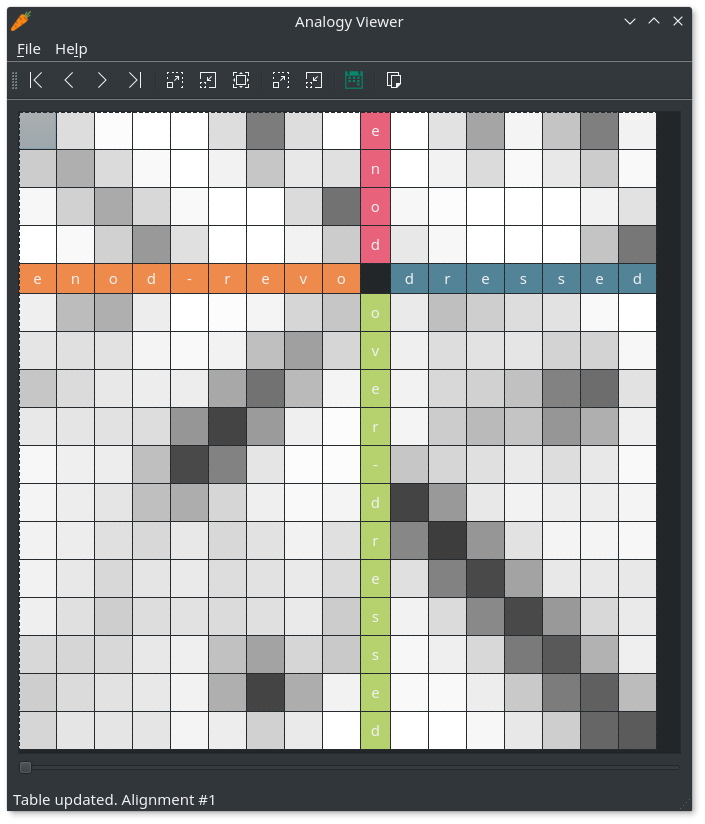 Analogy Viewer
File Help
e
n
o
d
e n o d - r e v o d r e s s e d
o
v
e
r
-
d
r
e
s
s
e
d
Table updated. Alignment #1